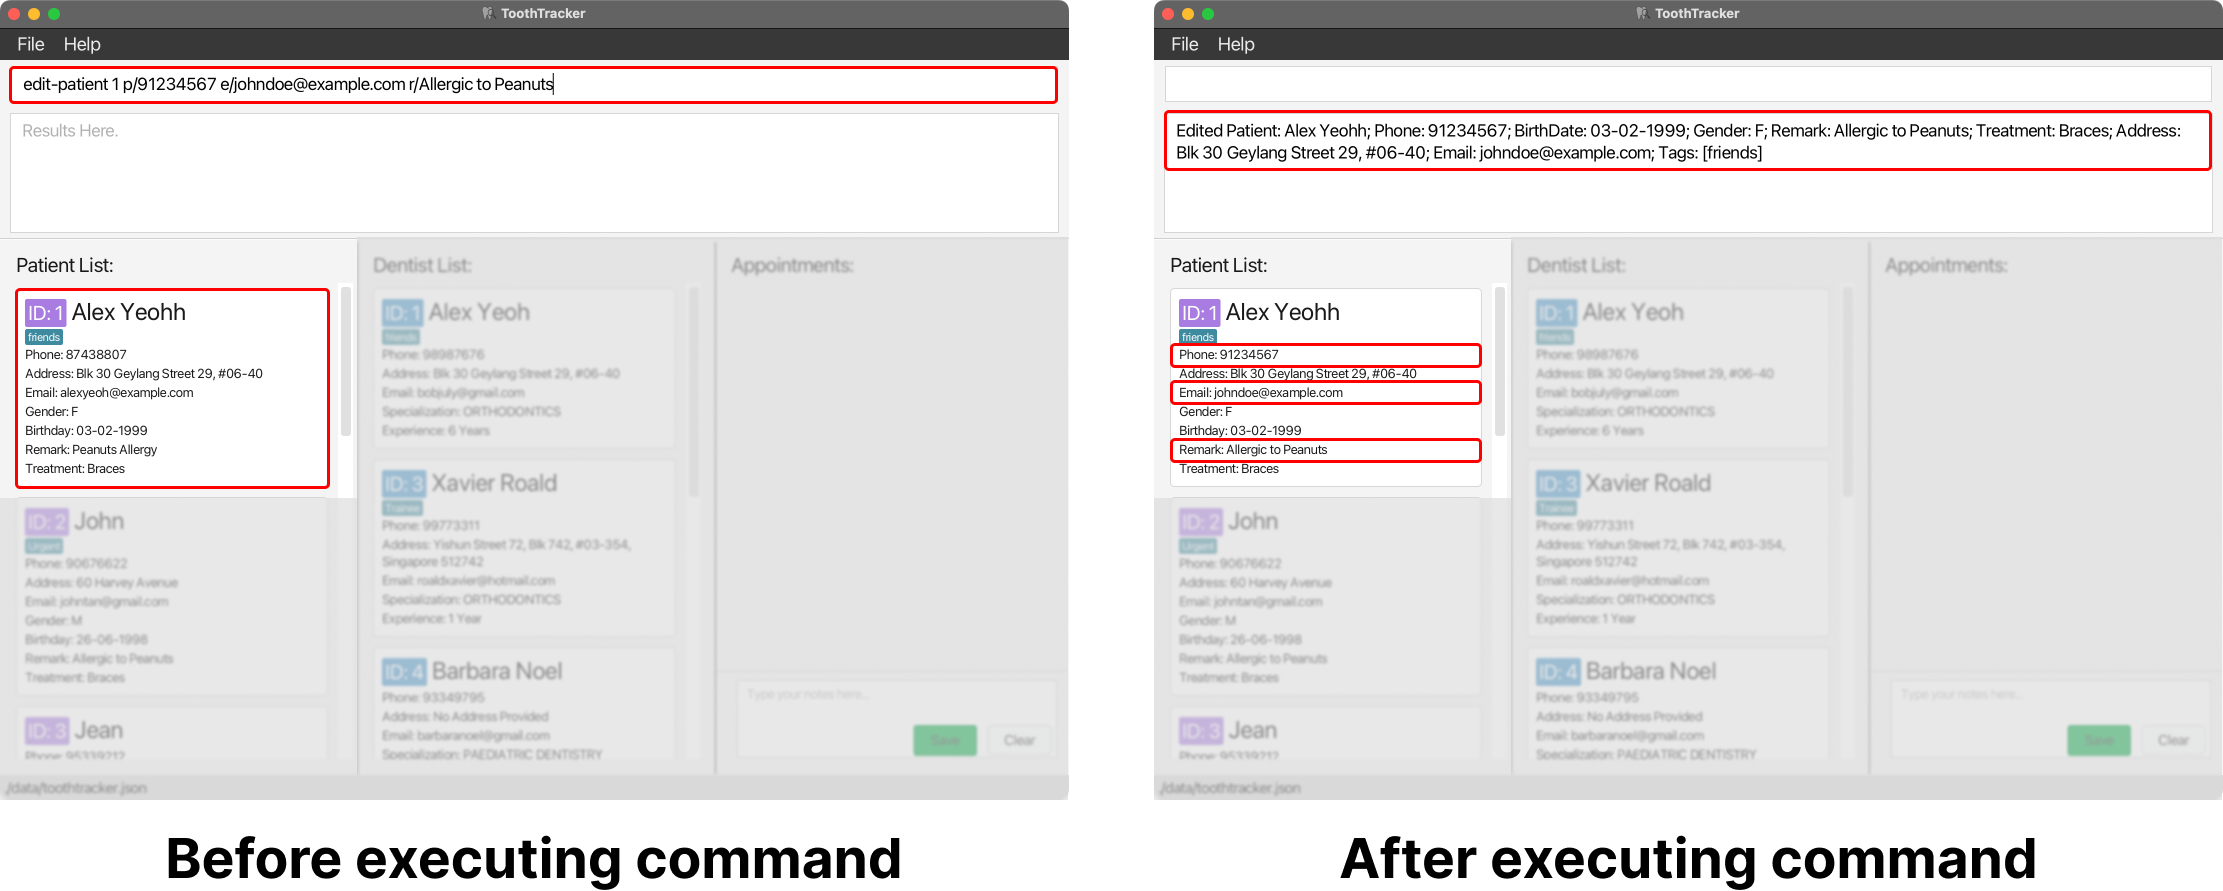 ToothTracker
File Help
edit-patient 1 p/91234567 e/johndoe@example.com r/Allergic to Peanuts
Results Here.
Patient List:
ID: 1 Alex Yeohh
friends
Phone: 87438807
Address: Blk 30 Geylang Street 29, #06-40
Email: alexyeoh@example.com
Gender: F
Birthday: 03-02-1999
Remark: Peanuts Allergy
Treatment: Braces
ID: 2 John
Urgent
Phone: 90676622
Address: 60 Harvey Avenue
Email: johntan@gmail.com
Gender: M
Birthday: 26-06-1998
Remark: Allergic to Peanuts
Treatment: Braces
ID: 3 Jean
Phone: 95339212
Dentist List:
ID: 1 Alex Yeoh
friends
Phone: 98987676
Address: Blk 30 Geylang Street 29, #06-40
Email: bobjuly@gmail.com
Specialization: ORTHODONTICS
Experience: 6 Years
ID: 3 Xavier Roald
Trainee
Phone: 99773311
Address: Yishun Street 72, Blk 742, #03-354,
Singapore 512742
Email: roaldxavier@hotmail.com
Specialization: ORTHODONTICS
Experience: 1 Year
ID: 4 Barbara Noel
Phone: 93349795
Address: No Address Provided
Email: barbaranoel@gmail.com
Specialization: PAEDIATRIC DENTISTRY
Appointments:
Type your notes here...
Save Clear
./data/toothtracker.json
Before executing command
ToothTracker
File Help
Edited Patient: Alex Yeohh; Phone: 91234567; BirthDate: 03-02-1999; Gender: F; Remark: Allergic to Peanuts; Treatment: Braces; Address:
Blk 30 Geylang Street 29, #06-40; Email: johndoe@example.com; Tags: [friends]
Patient List:
ID: 1 Alex Yeohh
friends
Phone: 91234567
Address: Blk 30 Geylang Street 29, #06-40
Email: johndoe@example.com
Gender: F
Birthday: 03-02-1999
Remark: Allergic to Peanuts
Treatment: Braces
ID: 2 John
Urgent
Phone: 90676622
Address: 60 Harvey Avenue
Email: johntan@gmail.com
Gender: M
Birthday: 26-06-1998
Remark: Allergic to Peanuts
Treatment: Braces
ID: 3 Jean
Phone: 95339212
Dentist List:
ID: 1 Alex Yeoh
friends
Phone: 98987676
Address: Blk 30 Geylang Street 29, #06-40
Email: bobjuly@gmail.com
Specialization: ORTHODONTICS
Experience: 6 Years
ID: 3 Xavier Roald
Trainee
Phone: 99773311
Address: Yishun Street 72, Blk 742, #03-354,
Singapore 512742
Email: roaldxavier@hotmail.com
Specialization: ORTHODONTICS
Experience: 1 Year
ID: 4 Barbara Noel
Phone: 93349795
Address: No Address Provided
Email: barbaranoel@gmail.com
Specialization: PAEDIATRIC DENTISTRY
Appointments:
Type your notes here...
Save Clear
./data/toothtracker.json
After executing command